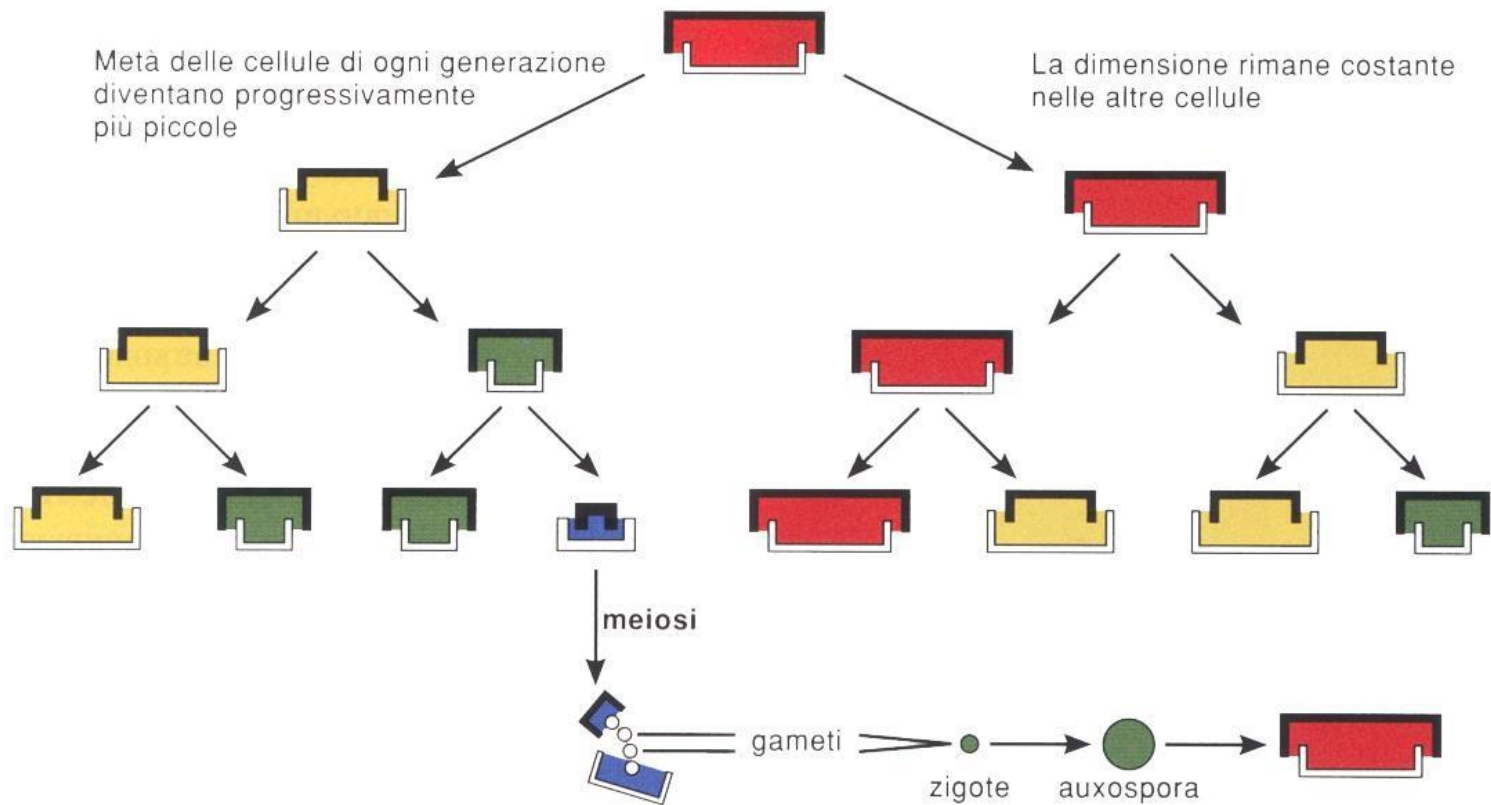 Metà delle cellule di ogni generazione
diventano progressivamente
più piccole
La dimensione rimane costante
nelle altre cellule
meiosi
gameti
zigote
auxospora